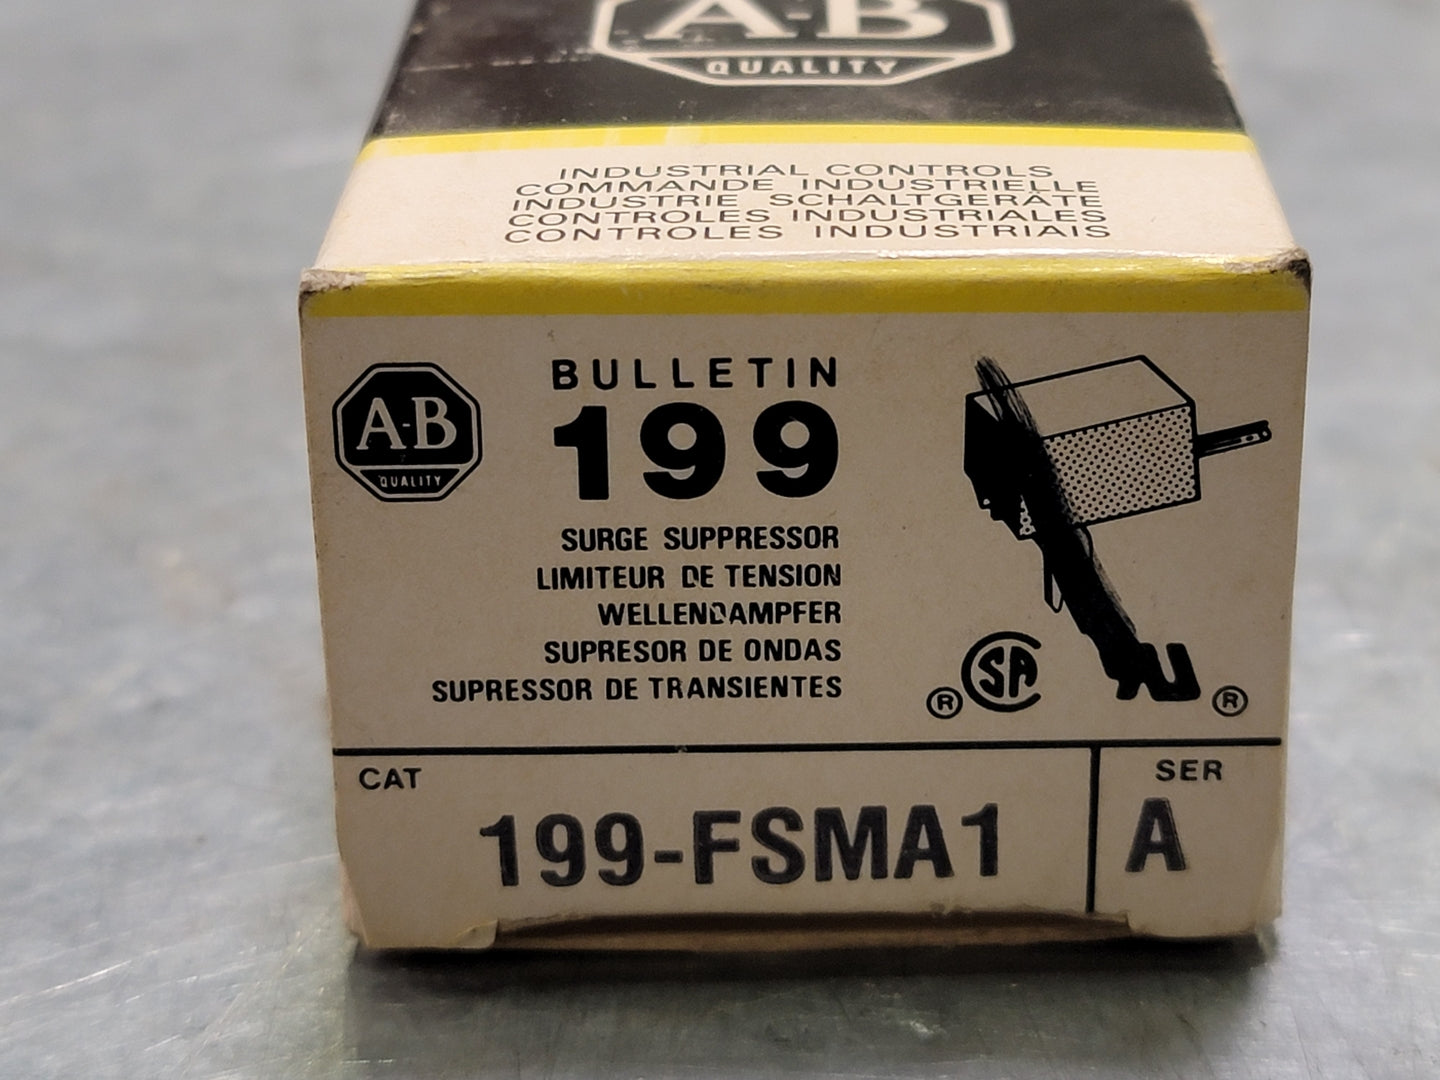 A-B
QUALITY
INDUSTRIAL CONTROLS
COMMANDE INDUSTRIELLE
INDUSTRIE SCHALTGERÄTE
CONTROLES INDUSTRIALES
CONTROLES INDUSTRIAIS
A-B
QUALITY
BULLETIN
199
SURGE SUPPRESSOR
LIMITEUR DE TENSION
WELLENDAMPFER
SUPRESOR DE ONDAS
SUPRESSOR DE TRANSIENTES
® SA ®
CAT
199-FSMA1
SER
A